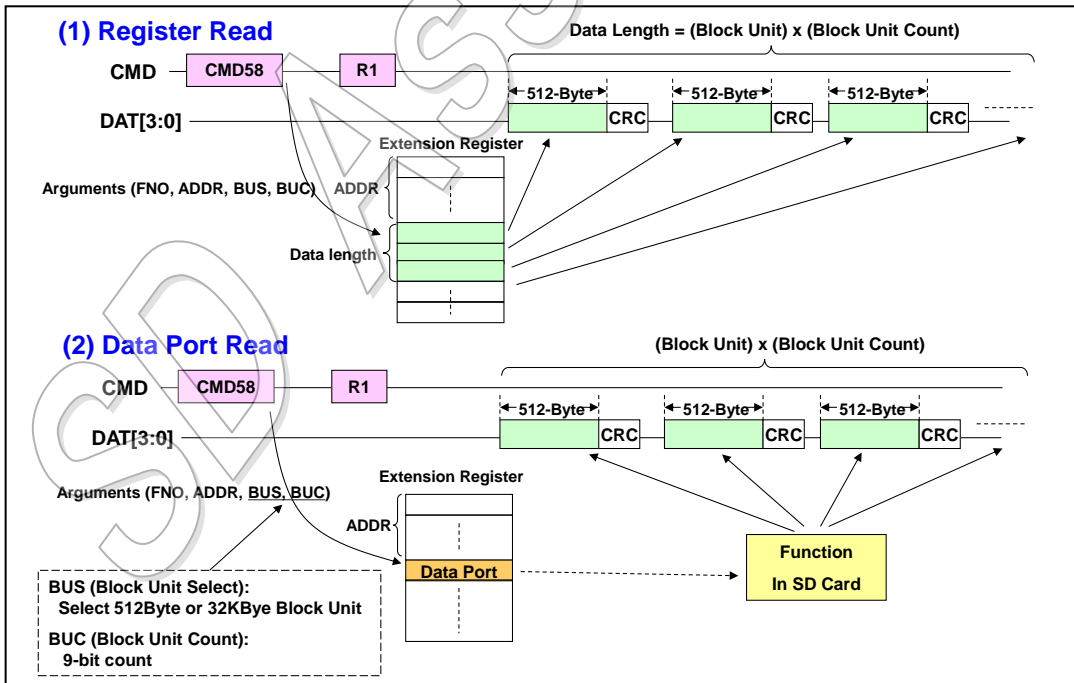 (1) Register Read
Data Length = (Block Unit) x (Block Unit Count)
CMD
CMD58
R1
512-Byte
512-Byte
512-Byte
DAT[3:0]
CRC
CRC
CRC
Extension Register
Arguments (FNO, ADDR, BUS, BUC)
ADDR
Data length
(2) Data Port Read
(Block Unit) x (Block Unit Count)
CMD
CMD58
R1
512-Byte
512-Byte
512-Byte
DAT[3:0]
CRC
CRC
CRC
Extension Register
Arguments (FNO, ADDR, BUS, BUC)
ADDR
Data Port
Function
In SD Card
BUS (Block Unit Select):
Select 512Byte or 32KBye Block Unit
BUC (Block Unit Count):
9-bit count
SD As